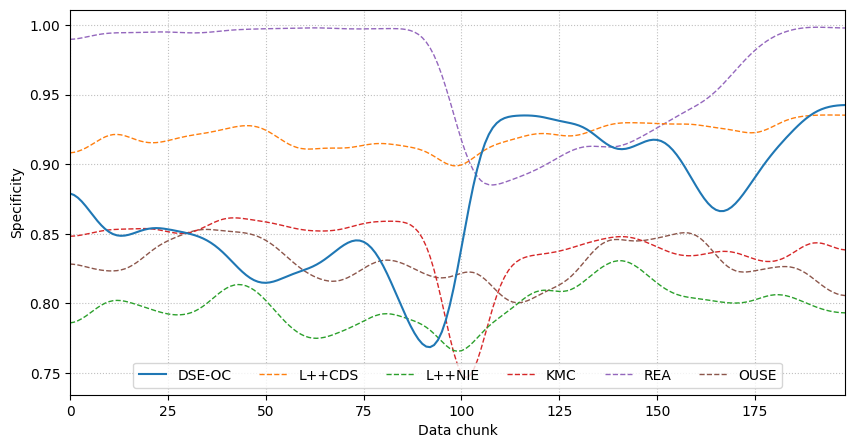 1.00
0.95
0.90
0.85
0.80
0.75
Specificity
DSE-OC L++CDS L++NIE KMC REA OUSE
0 25 50 75 100 125 150 175
Data chunk